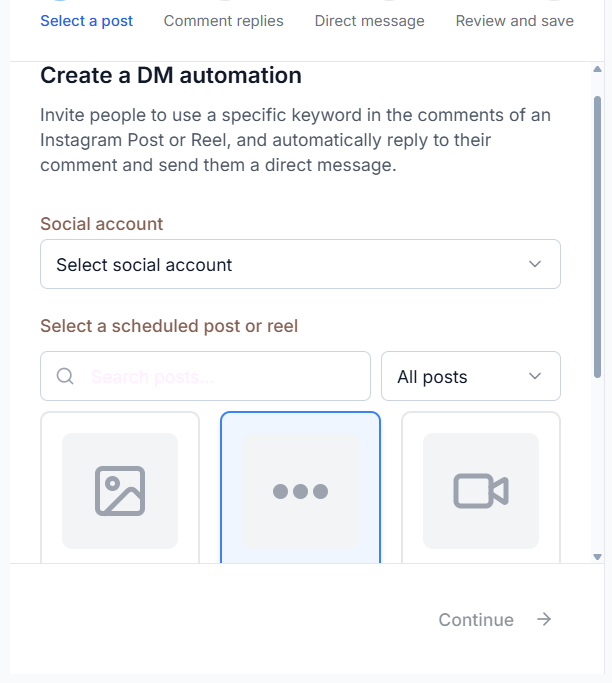 Select a post
Comment replies
Direct message
Review and save
Create a DM automation
Invite people to use a specific keyword in the comments of an
Instagram Post or Reel, and automatically reply to their
comment and send them a direct message.
Social account
Select social account
Select a scheduled post or reel
Search posts...
All posts
Continue